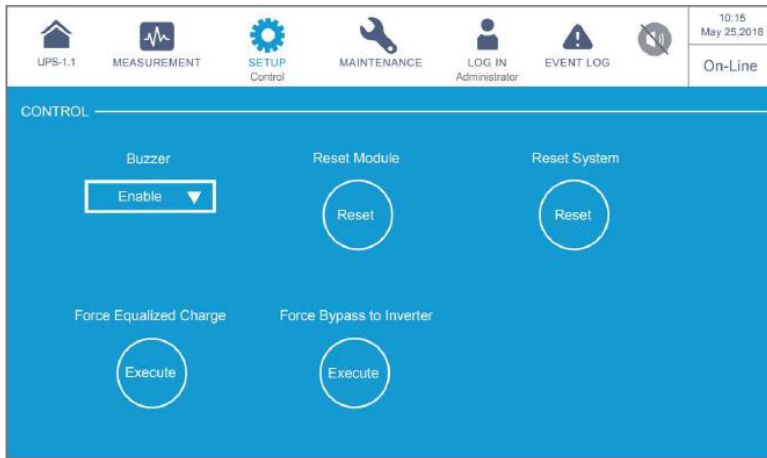 10:15
May 25,2018
UPS-1.1 MEASUREMENT SETUP MAINTENANCE LOG IN EVENT LOG
Control Administrator
On-Line
CONTROL
Buzzer Reset Module Reset System
Enable Reset Reset
Force Equalized Charge Force Bypass to Inverter
Execute Execute